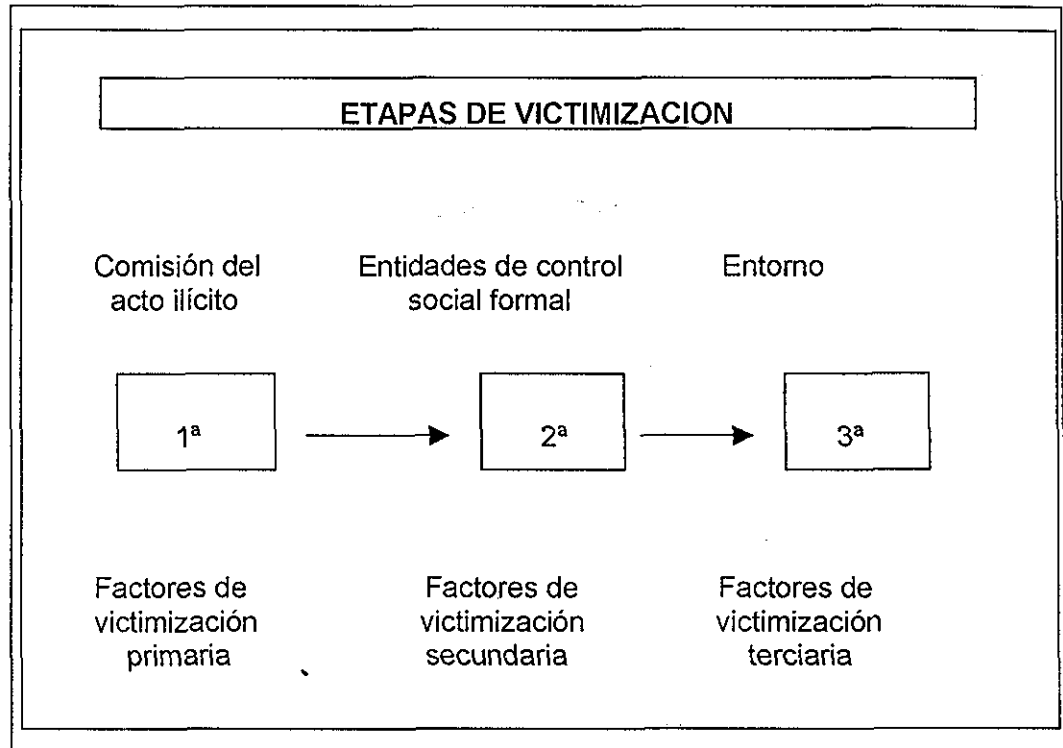 ETAPAS DE VICTIMIZACION
Comisión del
acto ilícito
Entidades de control
social formal
Entorno
1ª
2ª
3ª
Factores de
victimización
primaria
Factores de
victimización
secundaria
Factores de
victimización
terciaria